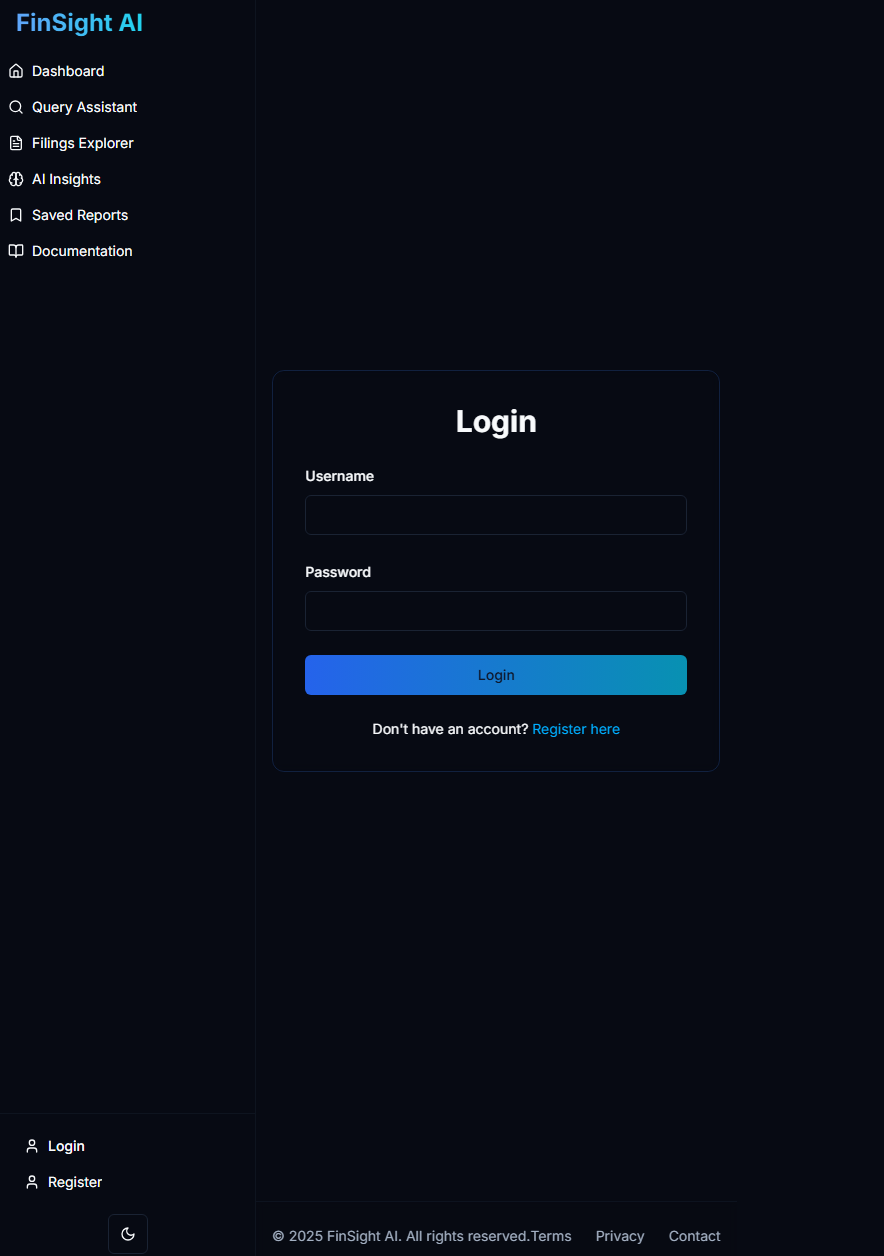 FinSight AI
Dashboard
Query Assistant
Filings Explorer
AI Insights
Saved Reports
Documentation
Login
Username
Password
Login
Don't have an account? Register here
Login
Register
© 2025 FinSight AI. All rights reserved.Terms Privacy Contact